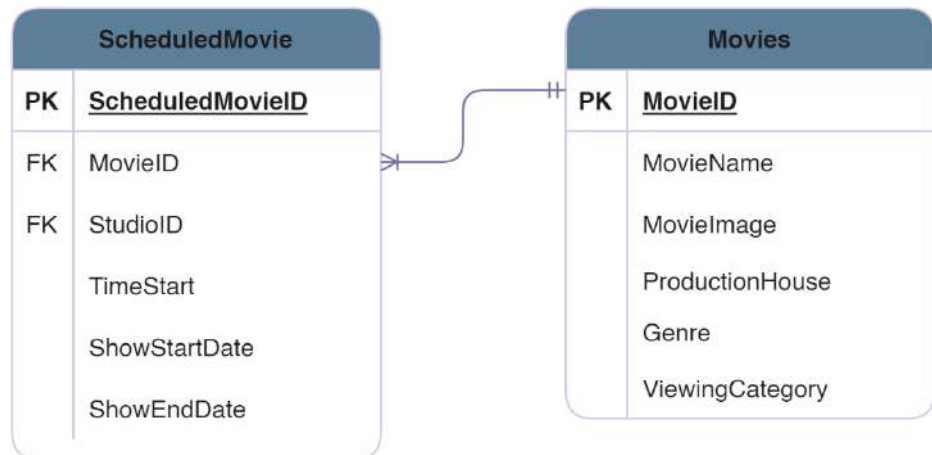 ScheduledMovie
PK ScheduledMovieID
FK MovieID
FK StudioID
TimeStart
ShowStartDate
ShowEndDate
Movies
PK MovieID
MovieName
MovieImage
ProductionHouse
Genre
ViewingCategory